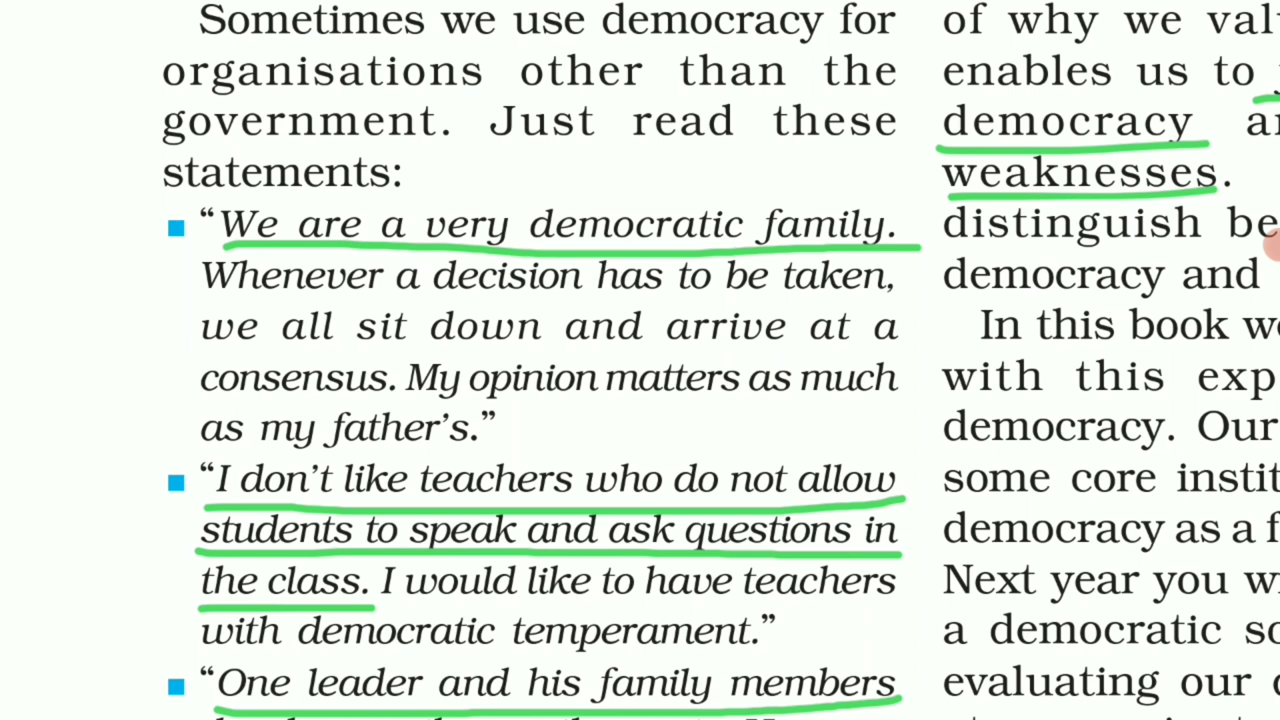 Sometimes we use democracy for
organisations other than the
government. Just read these
statements:
“We are a very democratic family.
Whenever a decision has to be taken,
we all sit down and arrive at a
consensus. My opinion matters as much
as my father’s.”
“I don’t like teachers who do not allow
students to speak and ask questions in
the class. I would like to have teachers
with democratic temperament.”
“One leader and his family members
of why we
enables us to
democracy
weaknesses.
distinguish
democracy and
In this book
with this
democracy. Our
some core
democracy as a
Next year you
a democratic
evaluating our